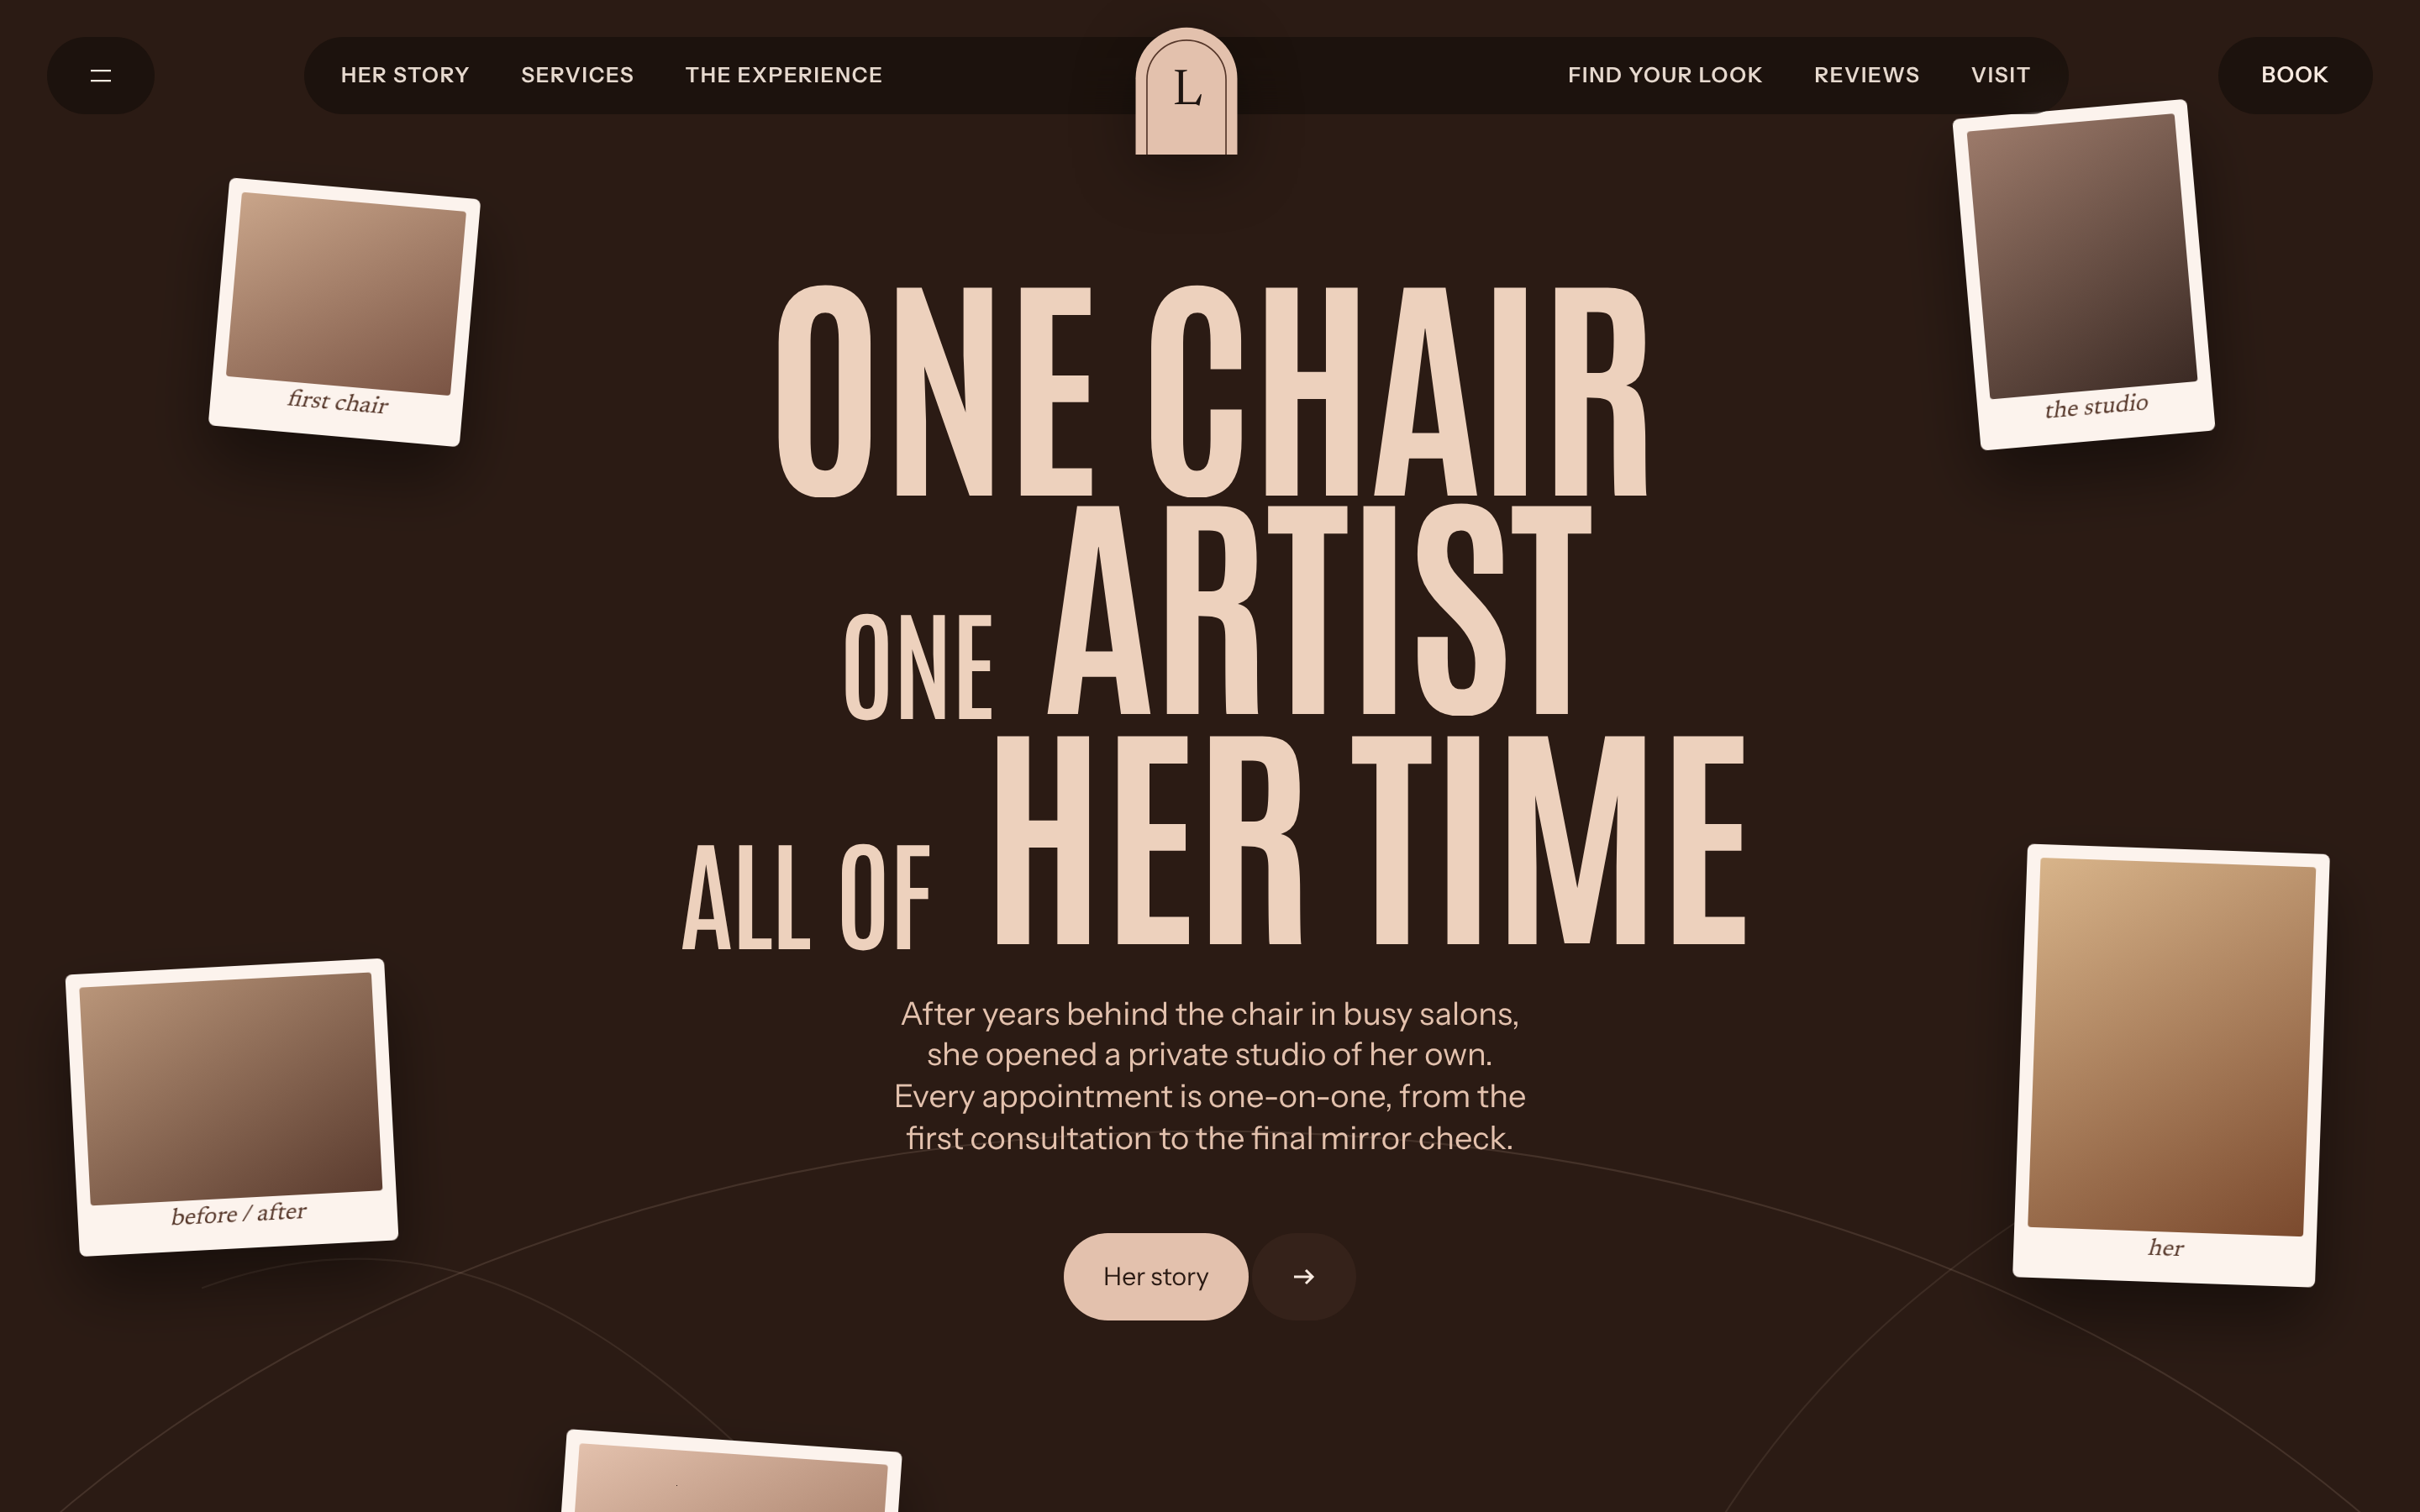 HER STORY SERVICES THE EXPERIENCE L FIND YOUR LOOK REVIEWS VISIT BOOK
first chair
the studio
ONE CHAIR
ONE ARTIST
ALL OF HER TIME
After years behind the chair in busy salons,
she opened a private studio of her own.
Every appointment is one-on-one, from the
first consultation to the final mirror check.
before / after
her
Her story